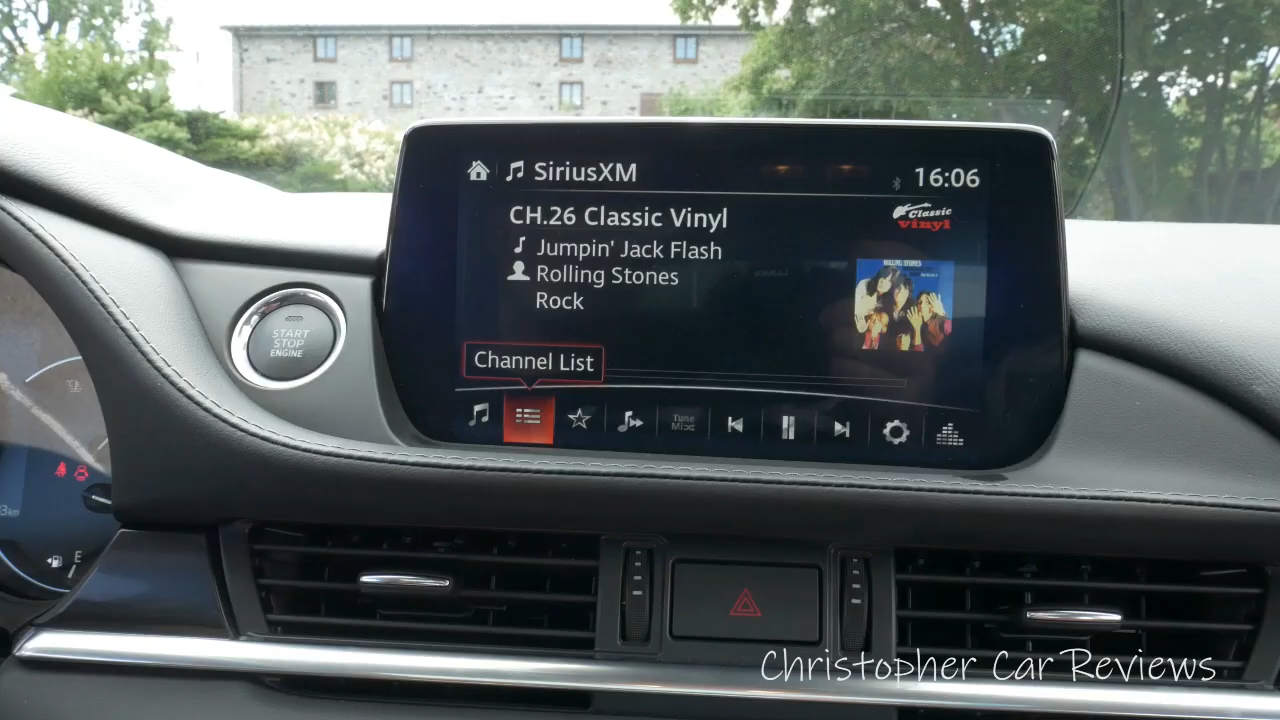 SiriusXM
16:06
CH.26 Classic Vinyl
Classic
vinyl
Jumpin' Jack Flash
ROLLING STONES
Rolling Stones
Rock
START
STOP
ENGINE
Channel List
Tune
Mix
km
E
Christopher Car Reviews